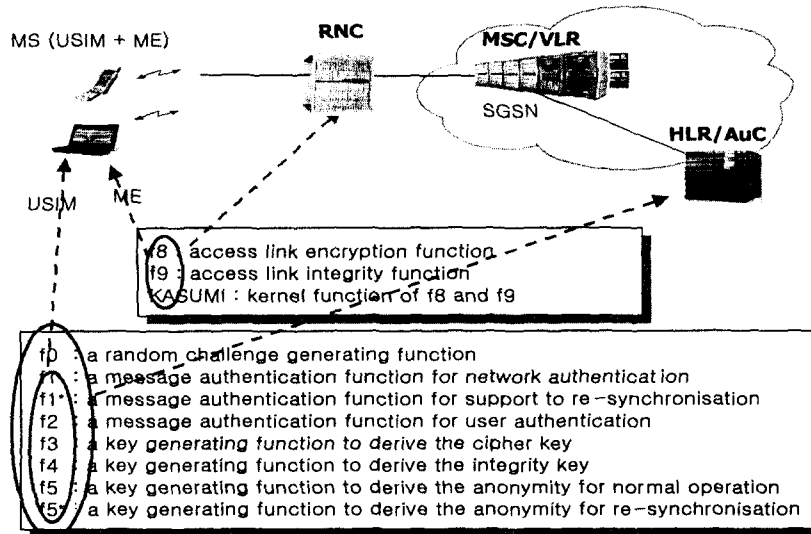 RNC
MS (USIM + ME)
MSC/VLR
SGSN
HLR/AuC
USIM
ME
f8 : access link encryption function
f9 : access link integrity function
KASUMI : kernel function of f8 and f9
f0 : a random challenge generating function
f1 : a message authentication function for network authentication
f1* : a message authentication function for support to re-synchronisation
f2 : a message authentication function for user authentication
f3 : a key generating function to derive the cipher key
f4 : a key generating function to derive the integrity key
f5 : a key generating function to derive the anonymity for normal operation
f5* : a key generating function to derive the anonymity for re-synchronisation